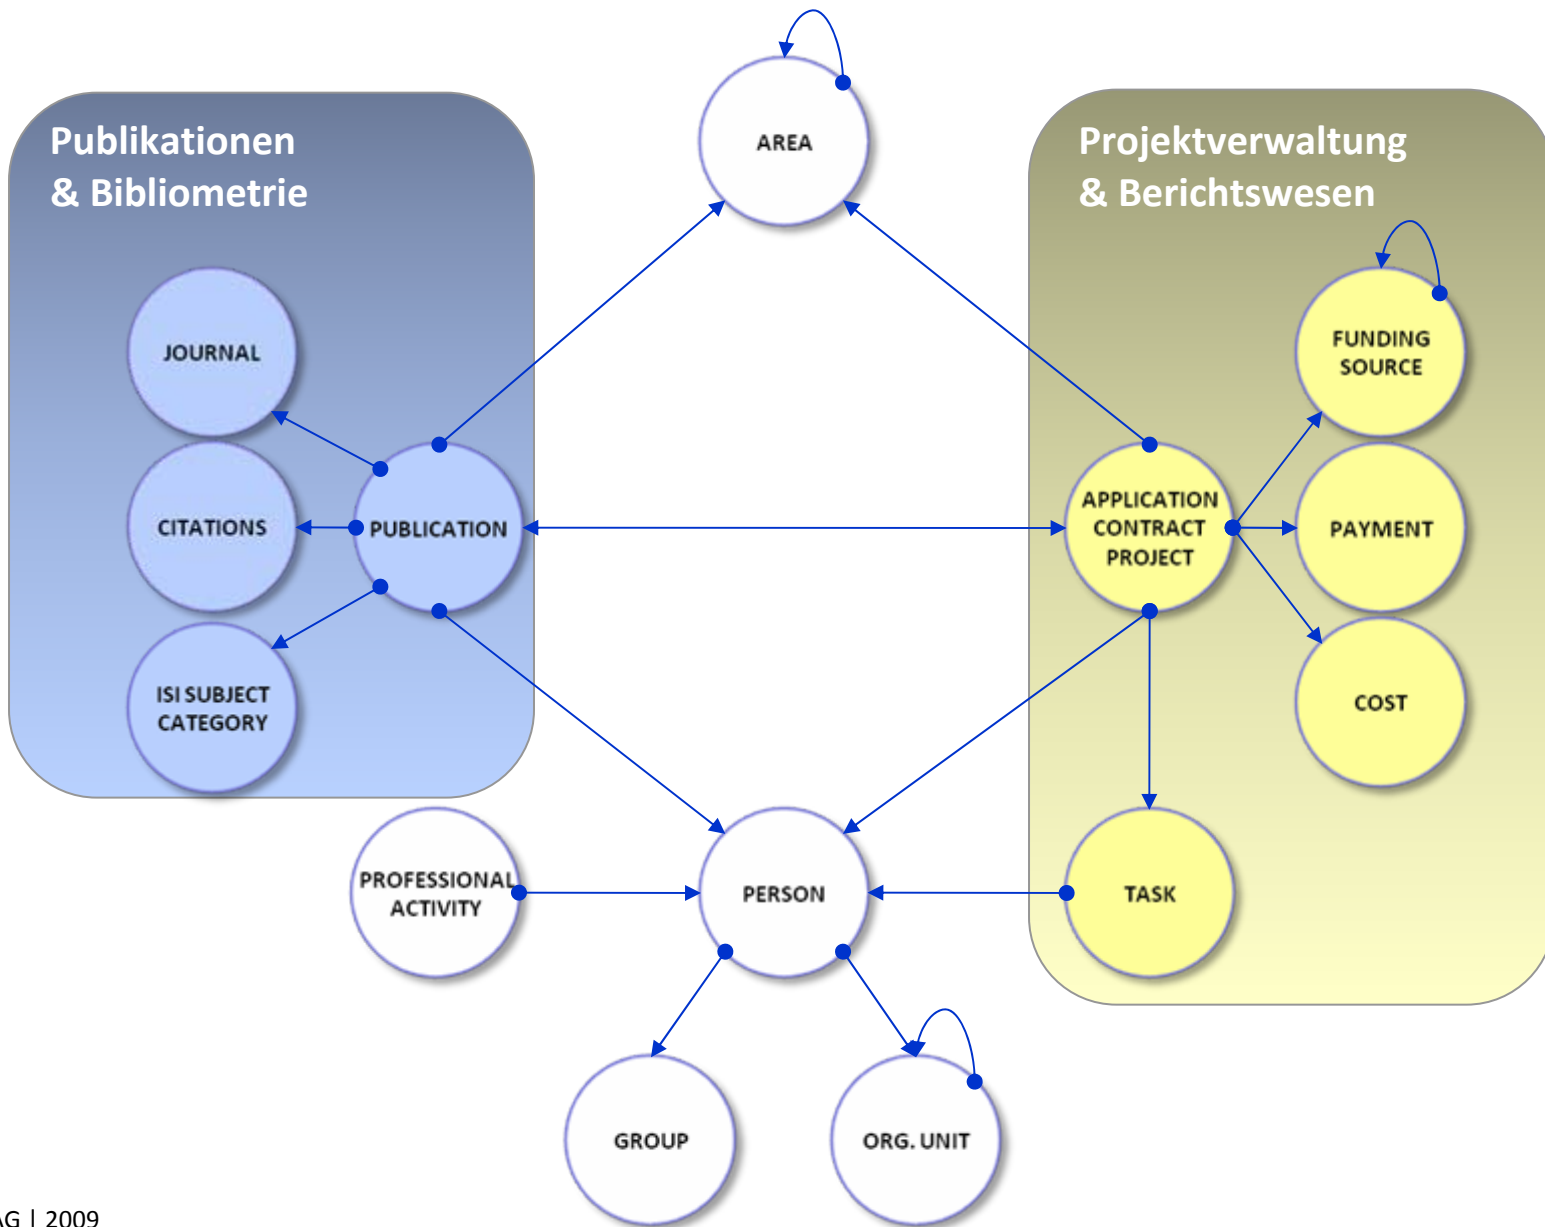 Publikationen
& Bibliometrie
Projektverwaltung
& Berichtswesen
AREA
JOURNAL
CITATIONS
ISI SUBJECT
CATEGORY
PUBLICATION
APPLICATION
CONTRACT
PROJECT
FUNDING
SOURCE
PAYMENT
COST
PROFESSIONAL
ACTIVITY
PERSON
TASK
GROUP
ORG. UNIT
AG | 2009